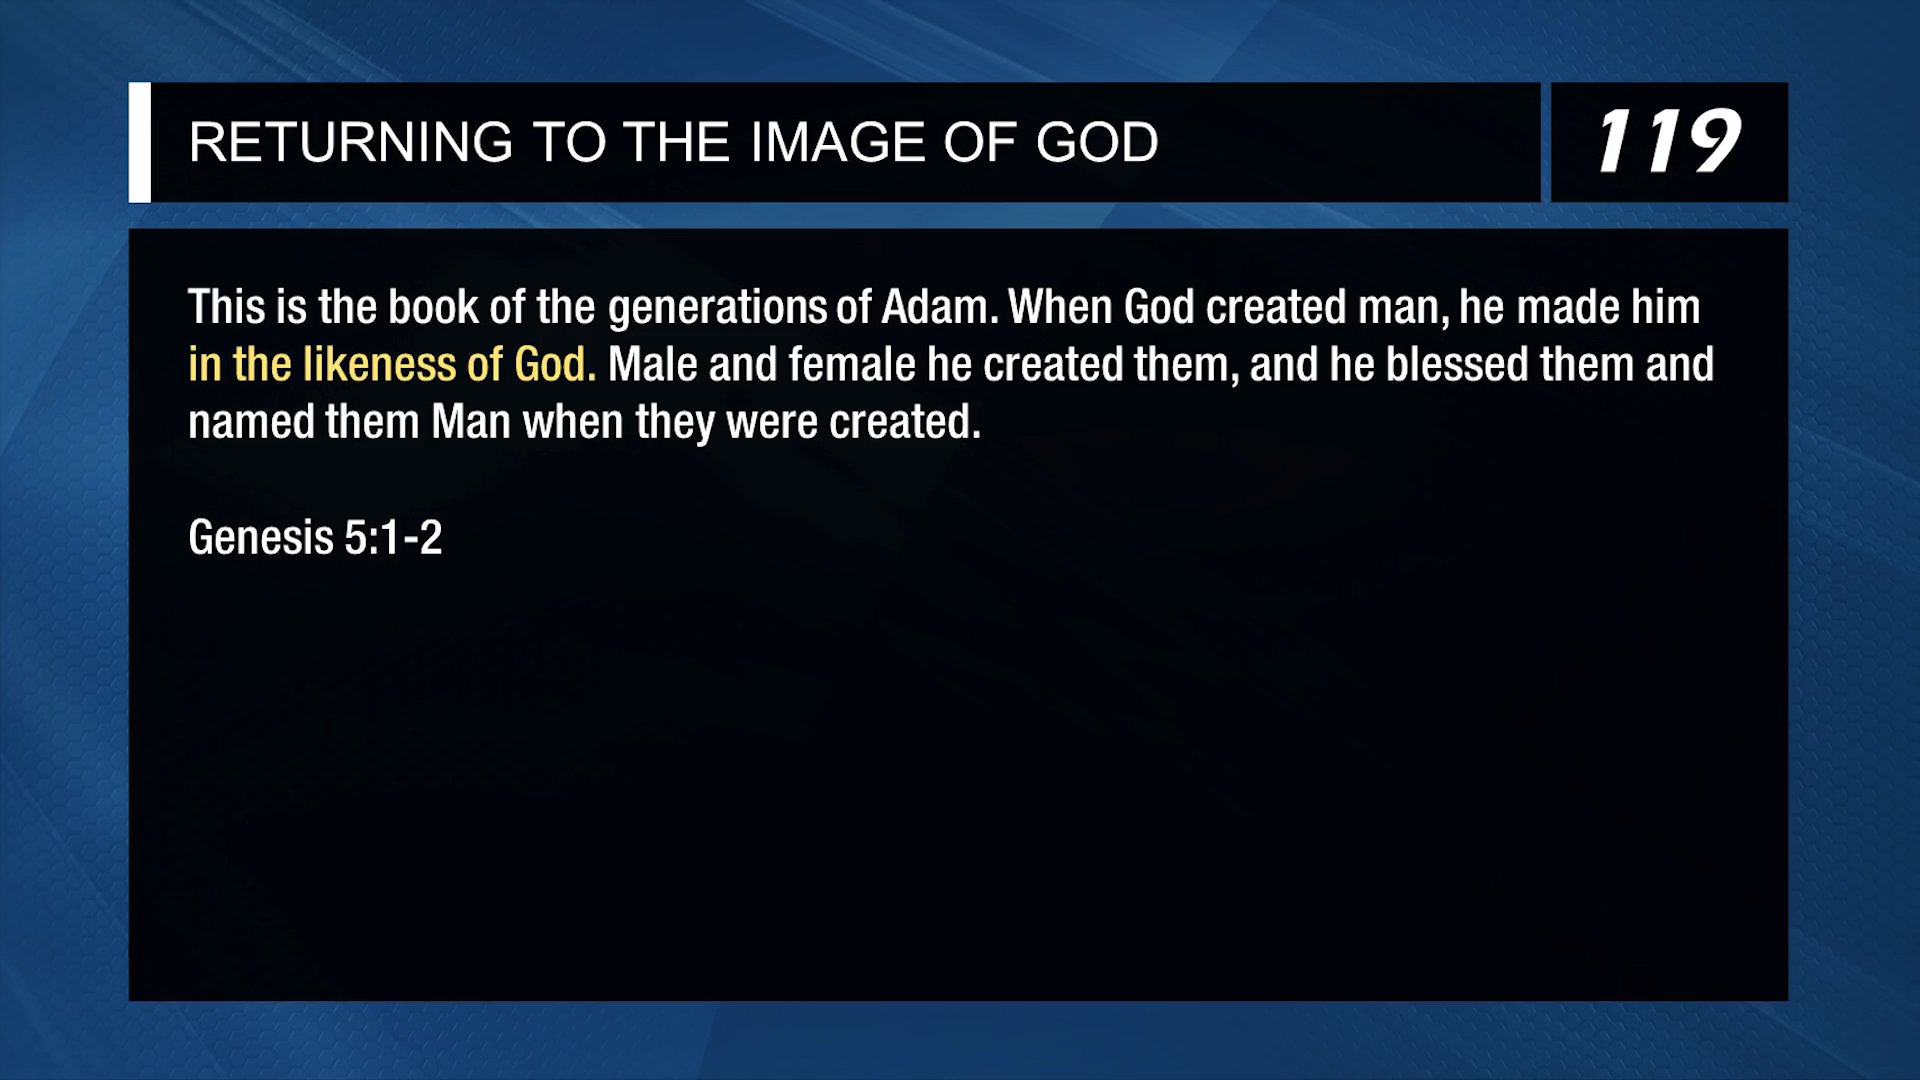 RETURNING TO THE IMAGE OF GOD
119
This is the book of the generations of Adam. When God created man, he made him
in the likeness of God. Male and female he created them, and he blessed them and
named them Man when they were created.
Genesis 5:1-2